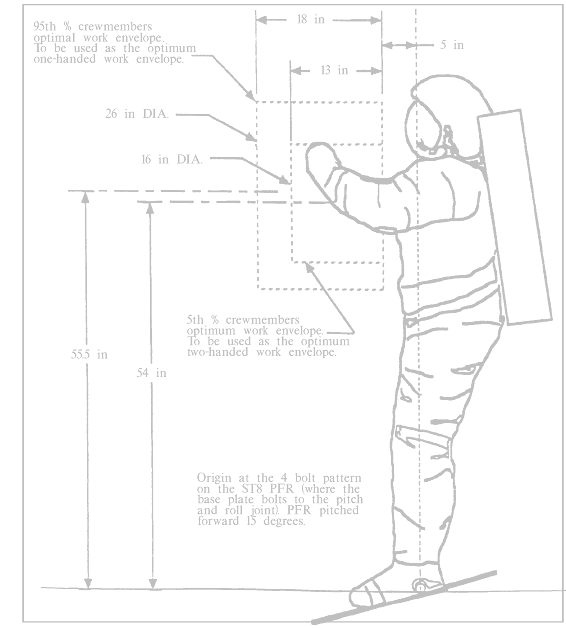 18 in
95th % crewmembers
optimal work envelope.
To be used as the optimum
one-handed work envelope.
5 in
13 in
26 in DIA.
16 in DIA.
5th % crewmembers
optimum work envelope.
To be used as the optimum
two-handed work envelope.
55.5 in
54 in
Origin at the 4 bolt pattern
on the ST8 PFR (where the
base plate bolts to the pitch
and roll joint). PFR pitched
forward 15 degrees.